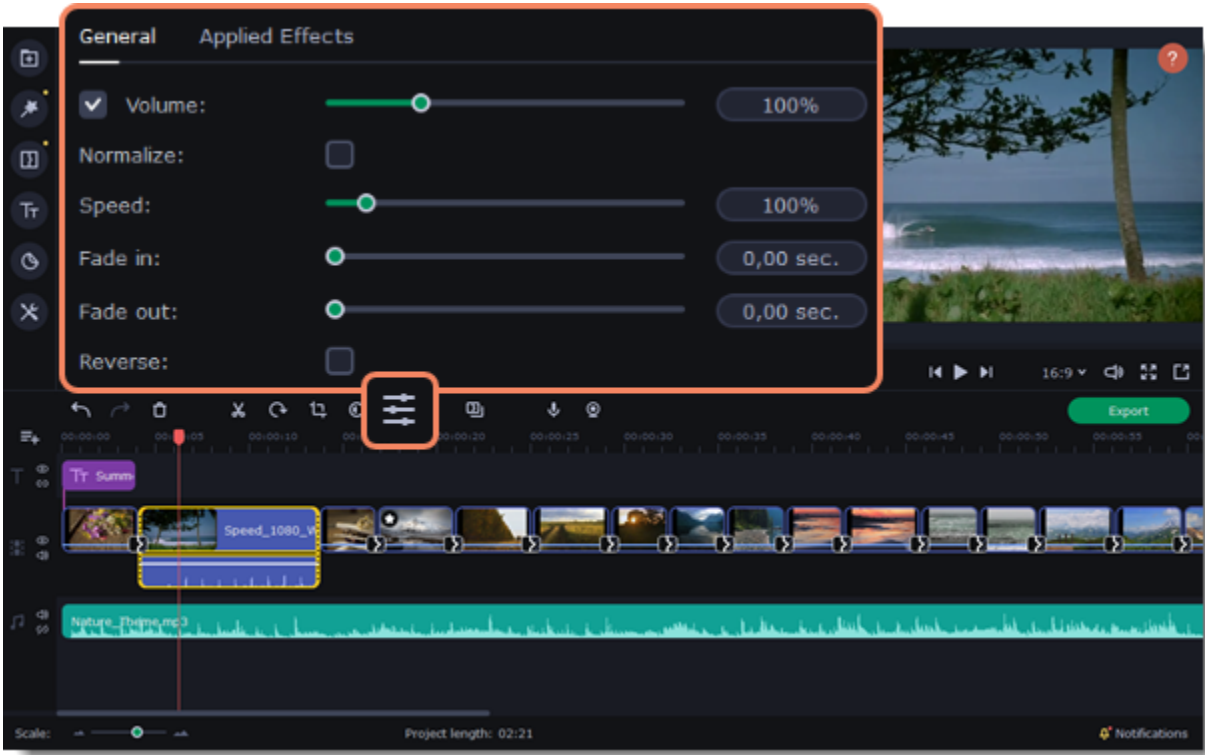 General Applied Effects
?
Volume: 100%
Normalize:
Speed: 100%
Fade in: 0,00 sec.
Fade out: 0,00 sec.
Reverse:
16:9
Export
00:00:00 00:00:10 00:00:20 00:00:25 00:00:30 00:00:35 00:00:40 00:00:45 00:00:50 00:00:55
Tт Summ
Speed_1080_W
Nature_Theme.mp3
Scale: Project length: 02:21 Notifications